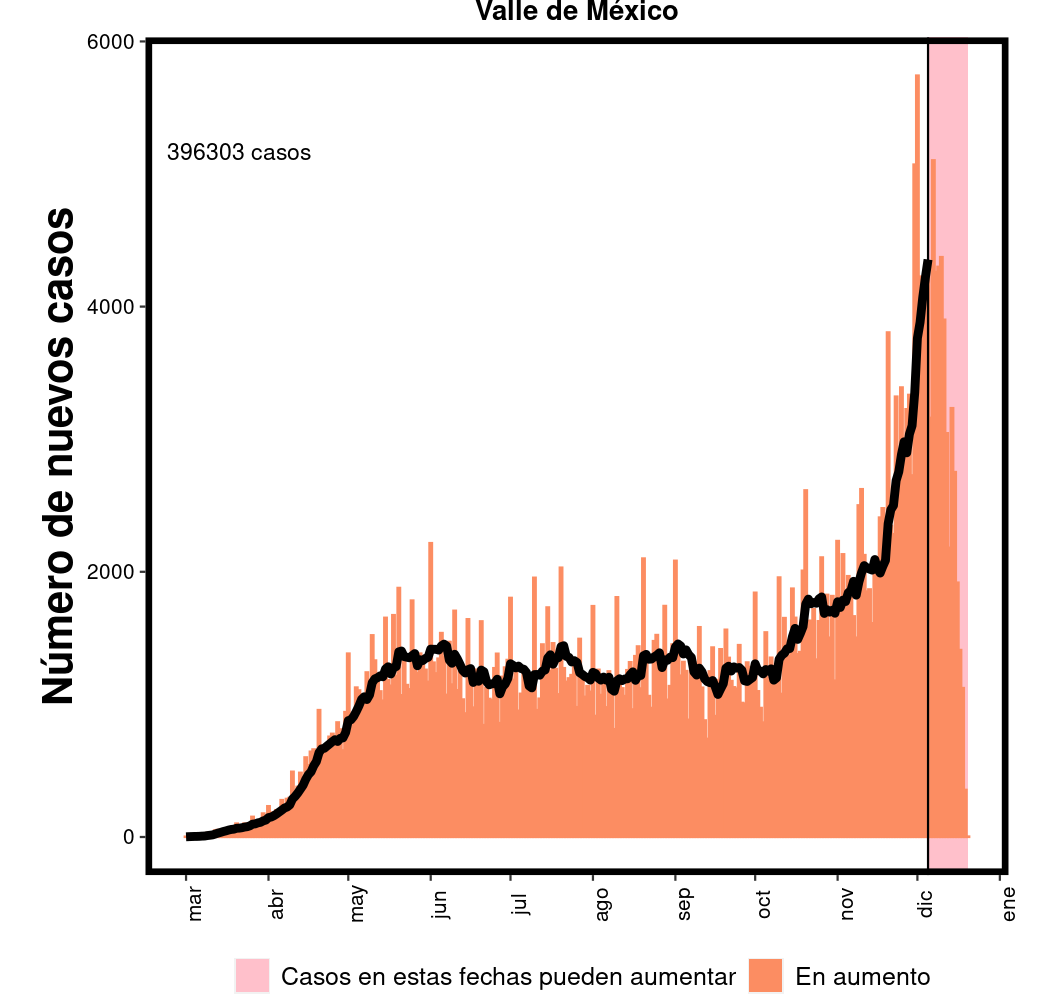 Valle de México
6000
396303 casos
4000
2000
0
Número de nuevos casos
mar
abr
may
jun
jul
ago
sep
oct
nov
dic
ene
Casos en estas fechas pueden aumentar
En aumento